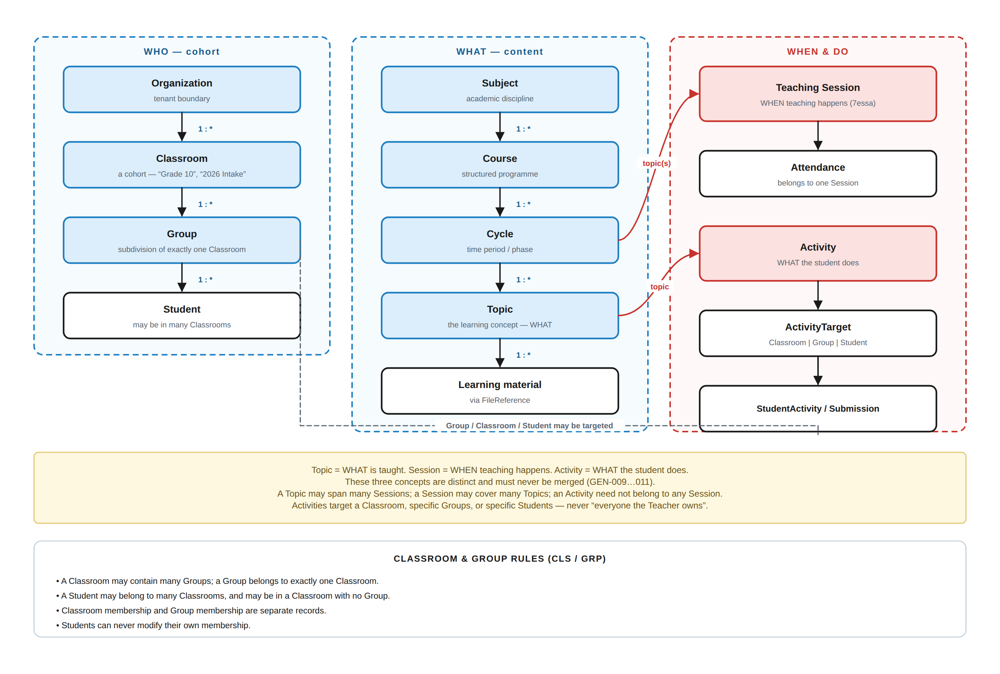 WHO — cohort
Organization
tenant boundary
1 : *
Classroom
a cohort — “Grade 10”, “2026 Intake”
1 : *
Group
subdivision of exactly one Classroom
1 : *
Student
may be in many Classrooms
WHAT — content
Subject
academic discipline
1 : *
Course
structured programme
1 : *
Cycle
time period / phase
1 : *
Topic
the learning concept — WHAT
1 : *
Learning material
via FileReference
topic(s)
topic
WHEN & DO
Teaching Session
WHEN teaching happens (7essa)
Attendance
belongs to one Session
Activity
WHAT the student does
ActivityTarget
Classroom | Group | Student
StudentActivity / Submission
Group / Classroom / Student may be targeted
Topic = WHAT is taught. Session = WHEN teaching happens. Activity = WHAT the student does.
These three concepts are distinct and must never be merged (GEN-009…011).
A Topic may span many Sessions; a Session may cover many Topics; an Activity need not belong to any Session.
Activities target a Classroom, specific Groups, or specific Students — never “everyone the Teacher owns”.
CLASSROOM & GROUP RULES (CLS / GRP)
• A Classroom may contain many Groups; a Group belongs to exactly one Classroom.
• A Student may belong to many Classrooms, and may be in a Classroom with no Group.
• Classroom membership and Group membership are separate records.
• Students can never modify their own membership.